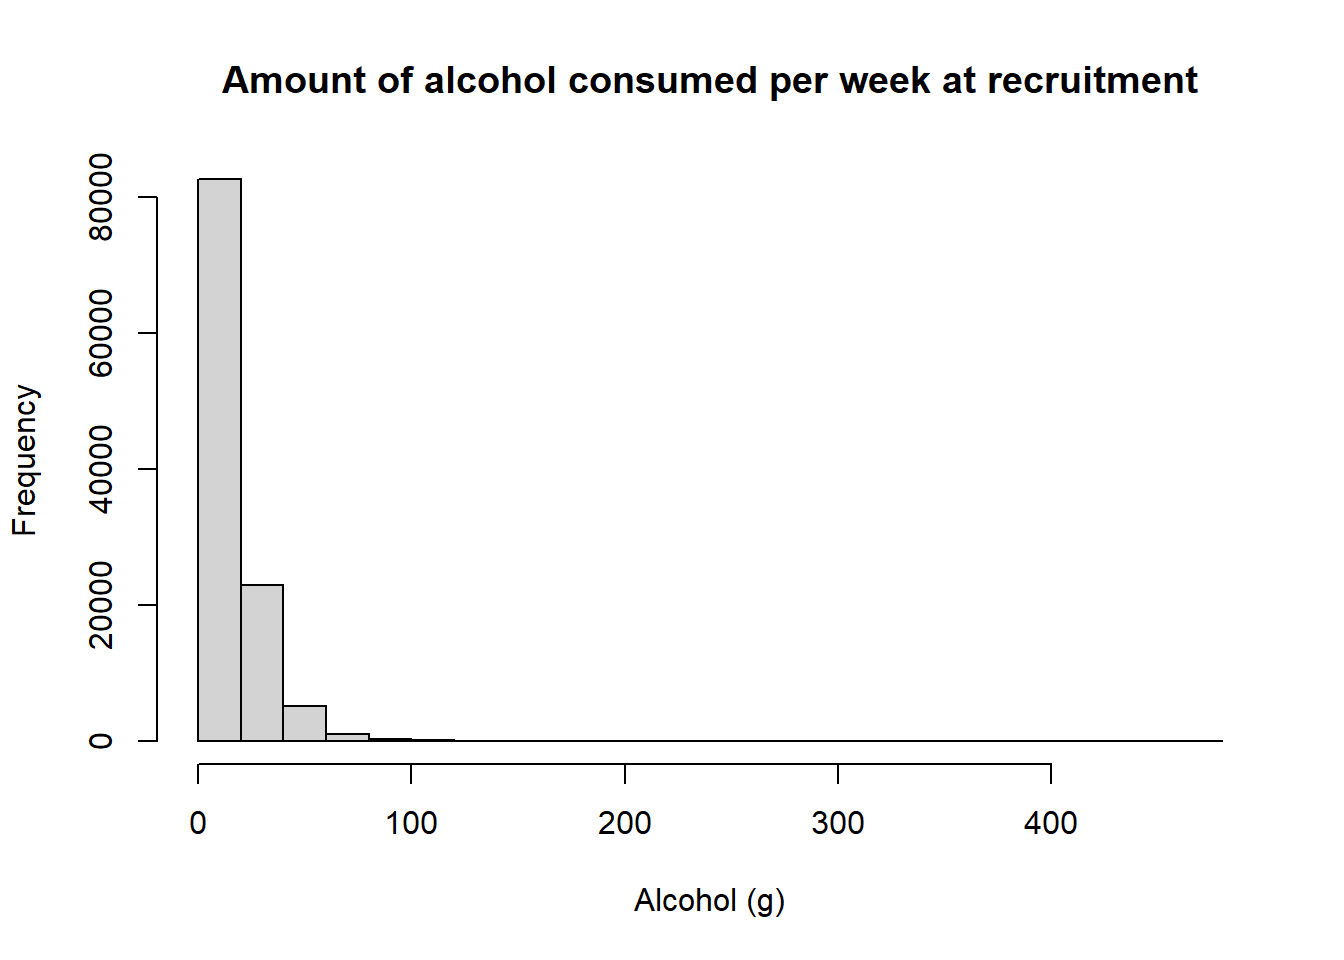 Amount of alcohol consumed per week at recruitment
80000
60000
40000
20000
0
Frequency
0 100 200 300 400
Alcohol (g)